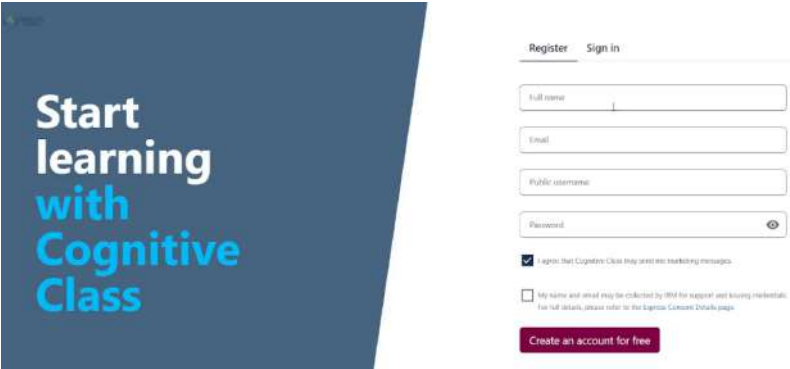 Start
learning
with
Cognitive
Class
Register Sign in
Full name
Email
Public username
Password
I agree that Cognitive Class may send me marketing messages.
My name and email may be collected by IBM for support and issuing credentials.
For full details, please refer to the Express Consent Details page.
Create an account for free